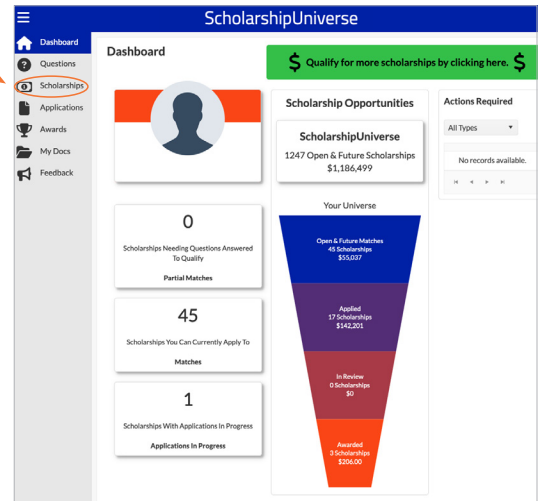 ScholarshipUniverse
Dashboard
Questions
Scholarships
Applications
Awards
My Docs
Feedback
Dashboard
$ Qualify for more scholarships by clicking here. $
0
Scholarships Needing Questions Answered
To Qualify
Partial Matches
45
Scholarships You Can Currently Apply To
Matches
1
Scholarships With Applications In Progress
Applications In Progress
Scholarship Opportunities
ScholarshipUniverse
1247 Open & Future Scholarships
$1,186,499
Your Universe
Open & Future Matches
45 Scholarships
$55,037
Applied
17 Scholarships
$142,201
In Review
0 Scholarships
$0
Awarded
3 Scholarships
$206.00
Actions Required
All Types
No records available.